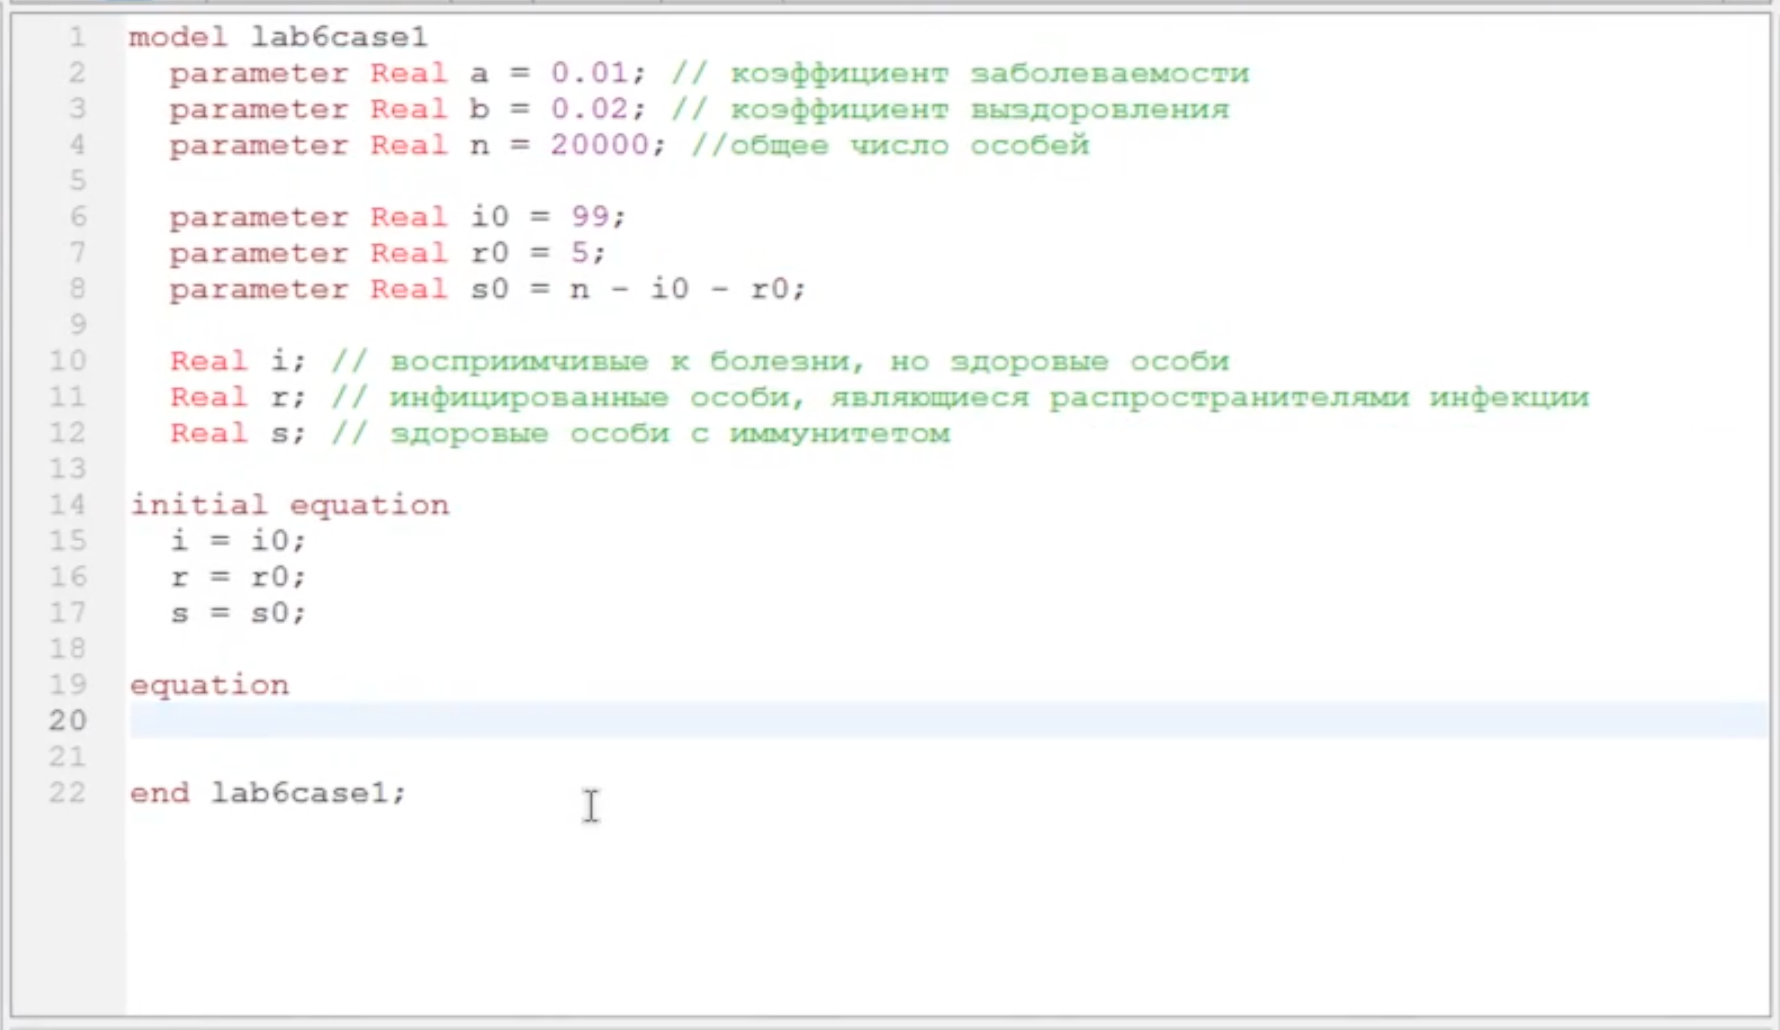 1 model lab6case1
2 parameter Real a = 0.01; // коэффициент заболеваемости
3 parameter Real b = 0.02; // коэффициент выздоровления
4 parameter Real n = 20000; //общее число особей
5
6 parameter Real i0 = 99;
7 parameter Real r0 = 5;
8 parameter Real s0 = n - i0 - r0;
9
10 Real i; // восприимчивые к болезни, но здоровые особи
11 Real r; // инфицированные особи, являющиеся распространителями инфекции
12 Real s; // здоровые особи с иммунитетом
13
14 initial equation
15 i = i0;
16 r = r0;
17 s = s0;
18
19 equation
20
21
22 end lab6case1;